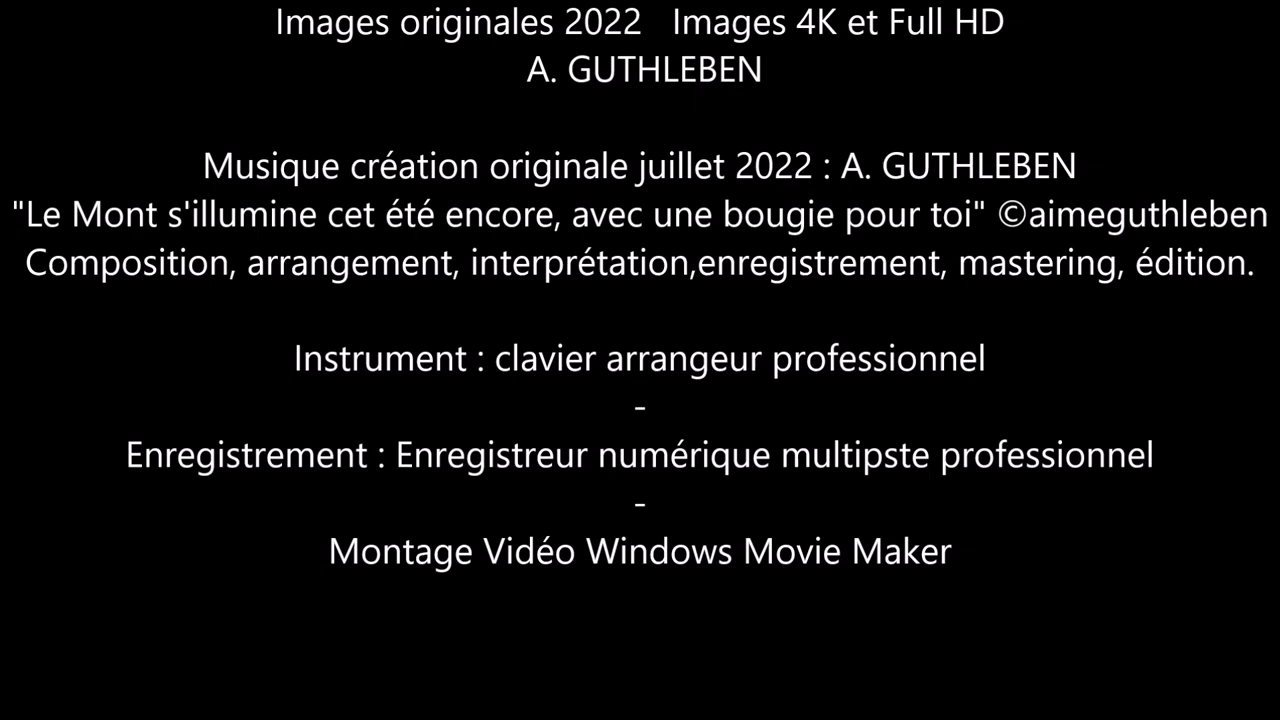 Images originales 2022   Images 4K et Full HD
A. GUTHLEBEN
Musique création originale juillet 2022 : A. GUTHLEBEN
"Le Mont s'illumine cet été encore, avec une bougie pour toi" ©aimeguthleben
Composition, arrangement, interprétation,enregistrement, mastering, édition.
Instrument : clavier arrangeur professionnel
-
Enregistrement : Enregistreur numérique multipste professionnel
-
Montage Vidéo Windows Movie Maker